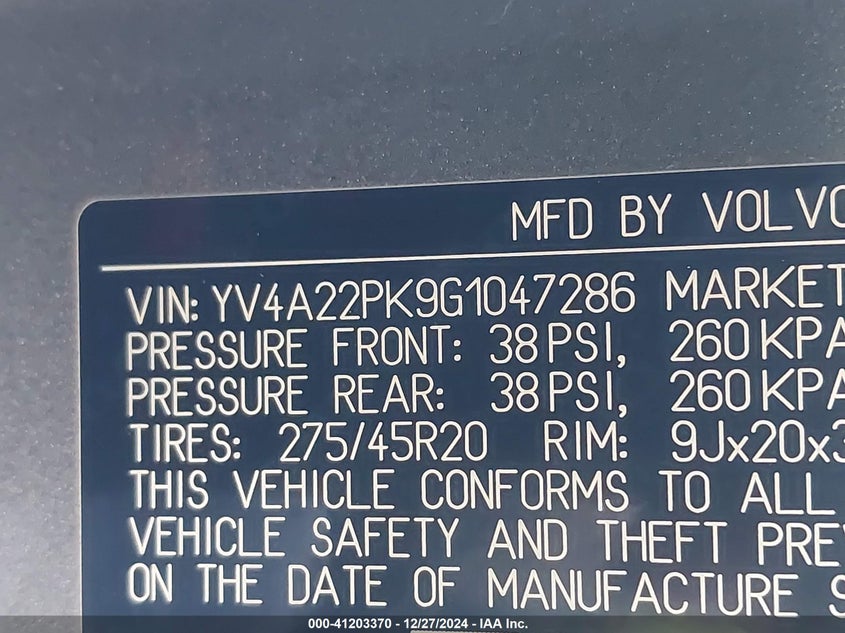 MFD BY VOLVO
VIN: YV4A22PK9G1047286 MARKET
PRESSURE FRONT: 38 PSI, 260 KPA
PRESSURE REAR: 38 PSI, 260 KPA
TIRES: 275/45R20 RIM: 9Jx20x3
THIS VEHICLE CONFORMS TO ALL
VEHICLE SAFETY AND THEFT PREV
ON THE DATE OF MANUFACTURE S
000-41203370 - 12/27/2024 - IAA Inc.